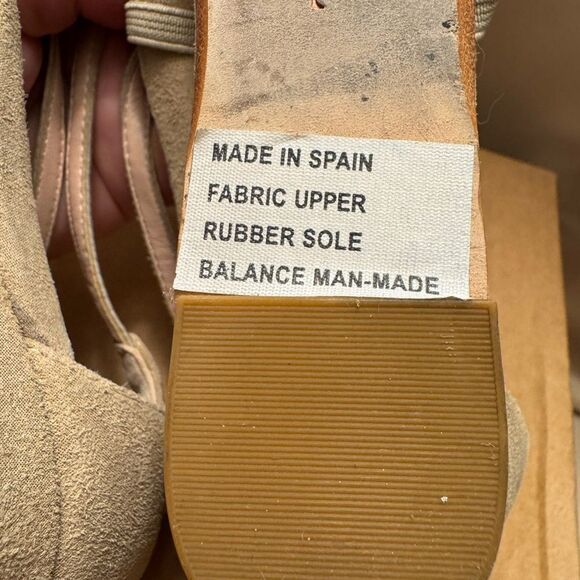 MADE IN SPAIN
FABRIC UPPER
RUBBER SOLE
BALANCE MAN-MADE